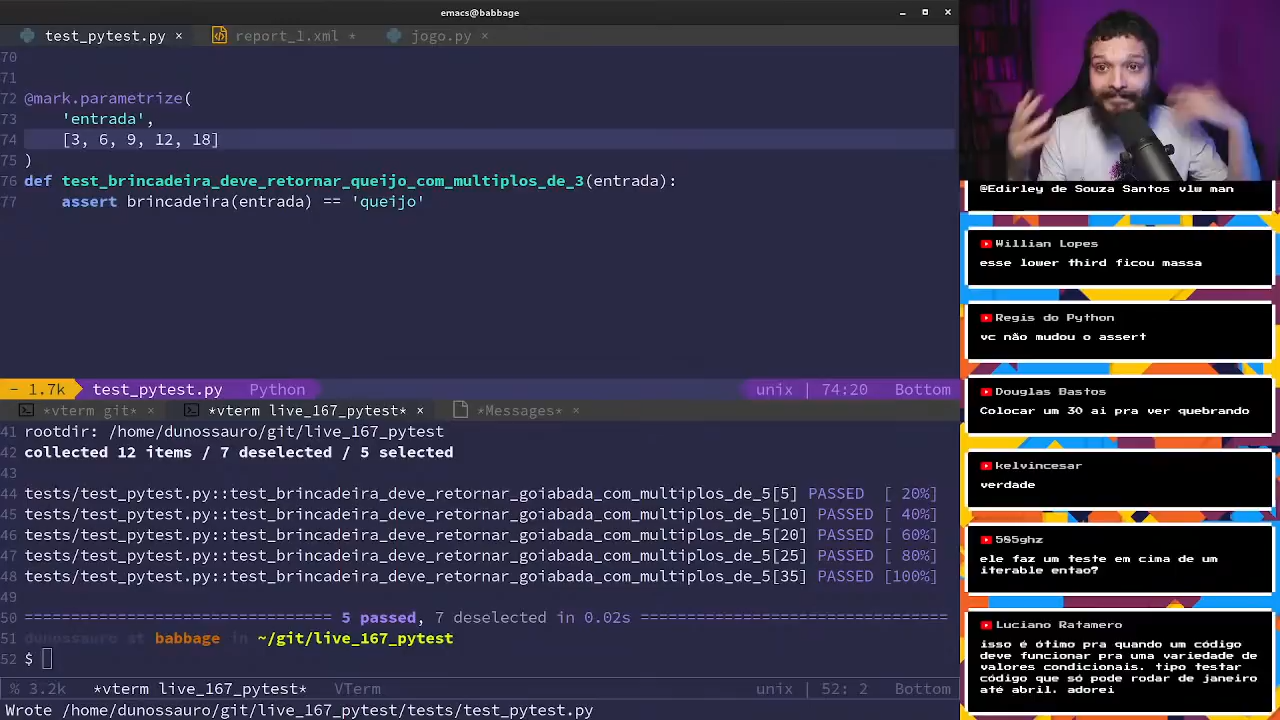 emacs@babbage
test_pytest.py × report_1.xml * jogo.py ×
70
71
72 @mark.parametrize(
73 'entrada',
74 [3, 6, 9, 12, 18]
75 )
76 def test_brincadeira_deve_retornar_queijo_com_multiplos_de_3(entrada):
77 assert brincadeira(entrada) == 'queijo'
- 1.7k test_pytest.py Python unix | 74:20 Bottom
*vterm git* × *vterm live_167_pytest* × *Messages* ×
41 rootdir: /home/dunossauro/git/live_167_pytest
42 collected 12 items / 7 deselected / 5 selected
43
44 tests/test_pytest.py::test_brincadeira_deve_retornar_goiabada_com_multiplos_de_5[5] PASSED [ 20%]
45 tests/test_pytest.py::test_brincadeira_deve_retornar_goiabada_com_multiplos_de_5[10] PASSED [ 40%]
46 tests/test_pytest.py::test_brincadeira_deve_retornar_goiabada_com_multiplos_de_5[20] PASSED [ 60%]
47 tests/test_pytest.py::test_brincadeira_deve_retornar_goiabada_com_multiplos_de_5[25] PASSED [ 80%]
48 tests/test_pytest.py::test_brincadeira_deve_retornar_goiabada_com_multiplos_de_5[35] PASSED [100%]
49
50 ================================= 5 passed, 7 deselected in 0.02s =================================
51 dunossauro at babbage in ~/git/live_167_pytest
52 $
% 3.2k *vterm live_167_pytest* VTerm unix | 52: 2 Bottom
Wrote /home/dunossauro/git/live_167_pytest/tests/test_pytest.py
@Edirley de Souza Santos vlw man
Willian Lopes
esse lower third ficou massa
Regis do Python
vc não mudou o assert
Douglas Bastos
Colocar um 30 ai pra ver quebrando
kelvincesar
verdade
505ghz
ele faz um teste em cima de um
iterable entao?
Luciano Ratamero
isso é ótimo pra quando um código
deve funcionar pra uma variedade de
valores condicionais. tipo testar
código que só pode rodar de janeiro
até abril. adorei